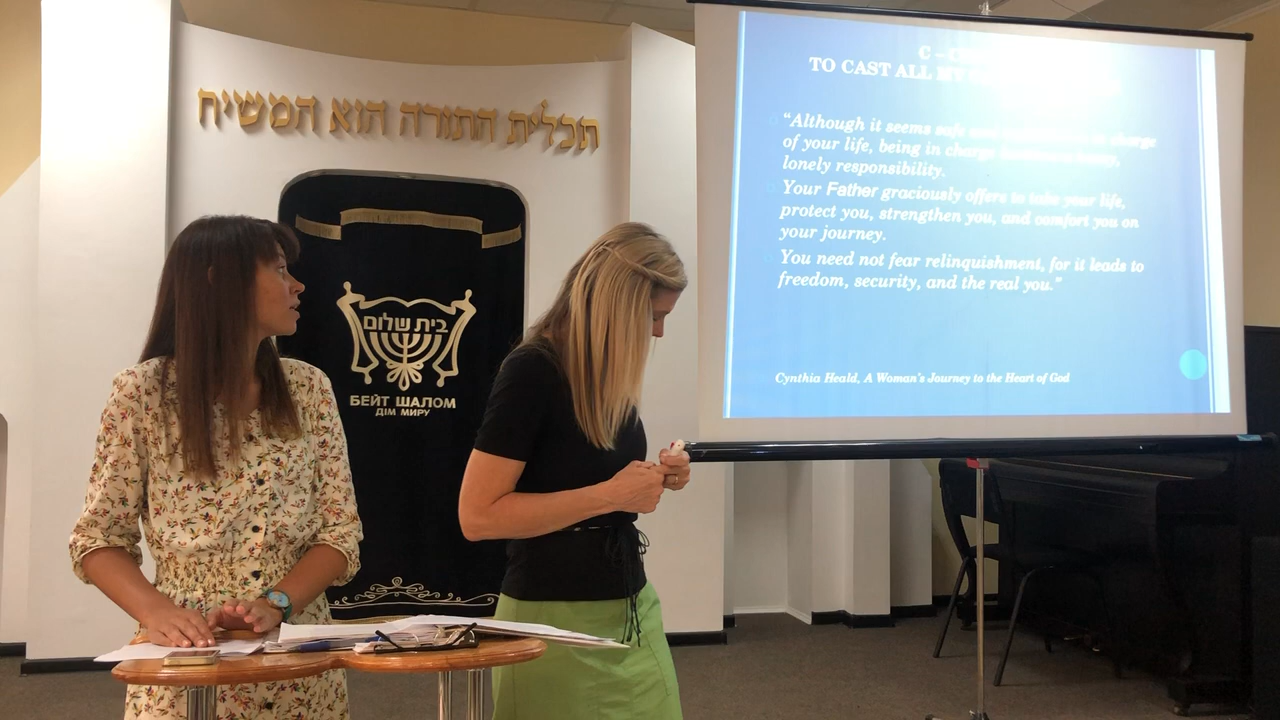 תכלית התורה הוא המשיח
בית שלום
БЕЙТ ШАЛОМ
ДІМ МИРУ
C –
TO CAST ALL MY
“Although it seems safe charge
of your life, being in charge
lonely responsibility.
Your Father graciously offers to take your life,
protect you, strengthen you, and comfort you on
your journey.
You need not fear relinquishment, for it leads to
freedom, security, and the real you.”
Cynthia Heald, A Woman's Journey to the Heart of God